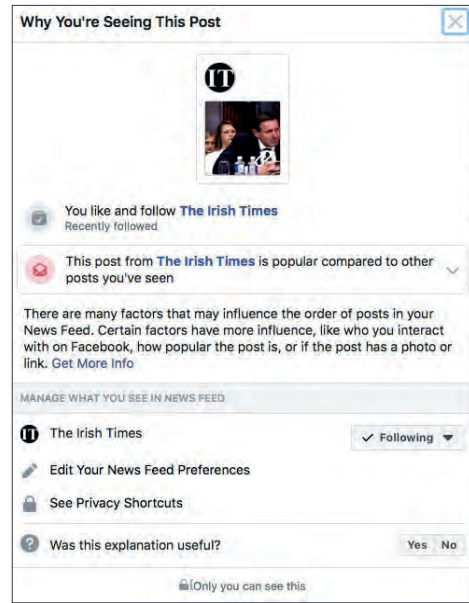 Why You're Seeing This Post
IT
You like and follow The Irish Times
Recently followed
This post from The Irish Times is popular compared to other
posts you've seen
There are many factors that may influence the order of posts in your
News Feed. Certain factors have more influence, like who you interact
with on Facebook, how popular the post is, or if the post has a photo or
link. Get More Info
MANAGE WHAT YOU SEE IN NEWS FEED
IT The Irish Times ✓ Following
Edit Your News Feed Preferences
See Privacy Shortcuts
? Was this explanation useful? Yes No
Only you can see this